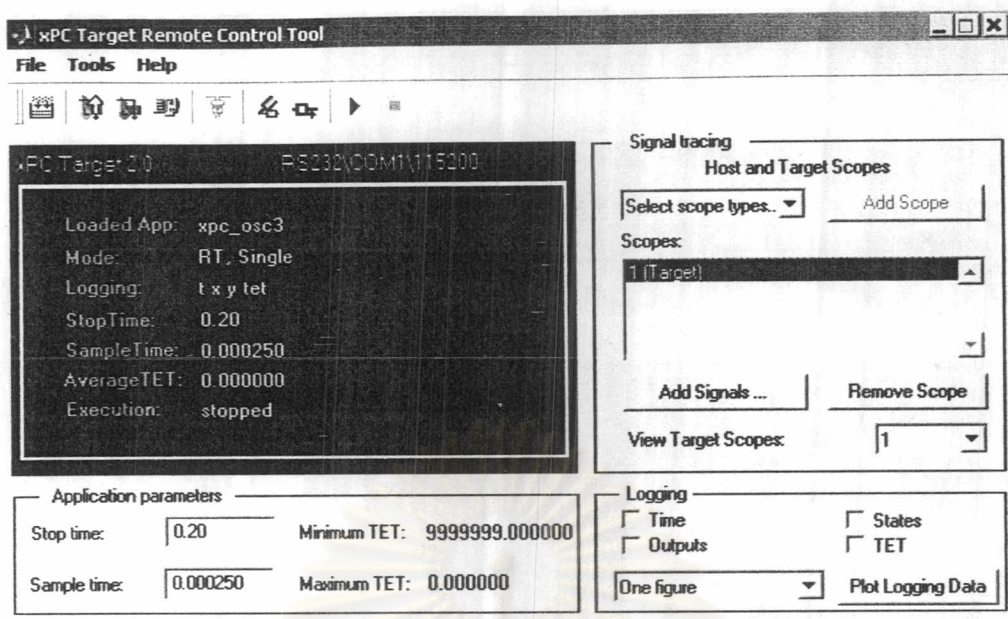 xPC Target Remote Control Tool
File Tools Help
xPC Target 2.0 RS232\COM1\115200
Loaded App: xpc_osc3
Mode: RT, Single
Logging: t x y tet
StopTime: 0.20
SampleTime: 0.000250
AverageTET: 0.000000
Execution: stopped
Signal tracing
Host and Target Scopes
Select scope types.. Add Scope
Scopes:
1 (Target)
Add Signals ... Remove Scope
View Target Scopes: 1
Application parameters
Stop time: 0.20 Minimum TET: 9999999.000000
Sample time: 0.000250 Maximum TET: 0.000000
Logging
Time States
Outputs TET
One figure Plot Logging Data